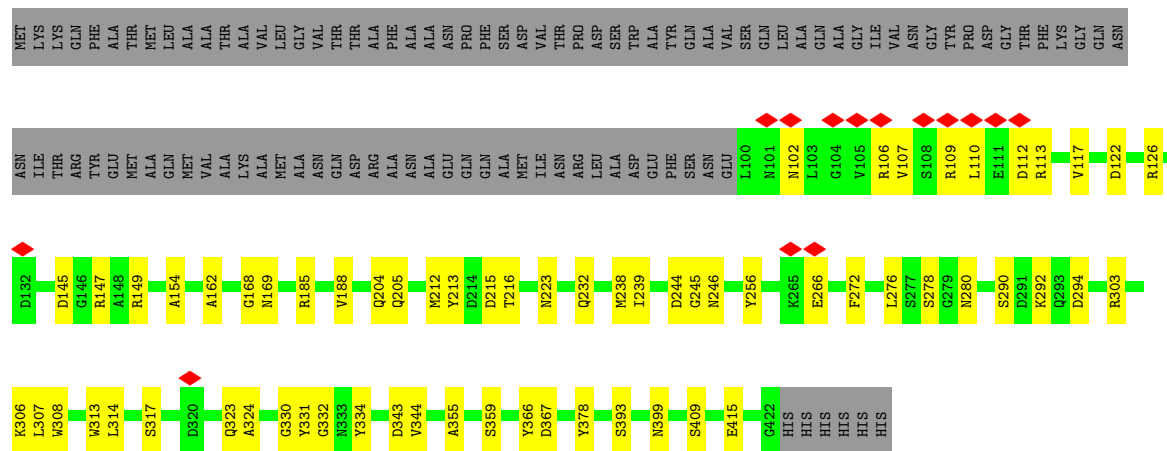 MET LYS LYS GLN PHE ALA THR MET LEU ALA ALA THR ALA VAL LEU GLY VAL THR THR ALA PHE ALA ALA ASN PRO PHE SER ASP VAL THR PRO ASP SER TRP ALA TYR GLN ALA VAL SER GLN LEU ALA GLN ALA GLY ILE VAL ASN GLY TYR PRO ASP GLY THR PHE LYS GLY GLN ASN
ASN ILE THR ARG TYR GLU MET ALA GLN MET VAL ALA LYS ALA MET ALA ASN GLN ASP ARG ALA ASN ALA GLU GLN GLN ALA MET ILE ASN ARG LEU ALA ASP GLU PHE SER ASN GLU L100 N101 N102 L103 G104 V105 R106 V107 S108 R109 L110 E111 D112 R113 V117 D122 R126
D132 D145 G146 R147 A148 R149 A154 A162 G168 N169 R185 V188 Q204 Q205 M212 Y213 D214 D215 T216 N223 Q232 M238 I239 D244 G245 N246 Y256 K265 E266 F272 L276 S277 S278 G279 N280 S290 D291 K292 Q293 D294 R303
K306 L307 W308 W313 L314 S317 D320 Q323 A324 G330 Y331 G332 N333 Y334 D343 V344 A355 S359 Y366 D367 Y378 S393 N399 S409 E415 G422 HIS HIS HIS HIS HIS HIS